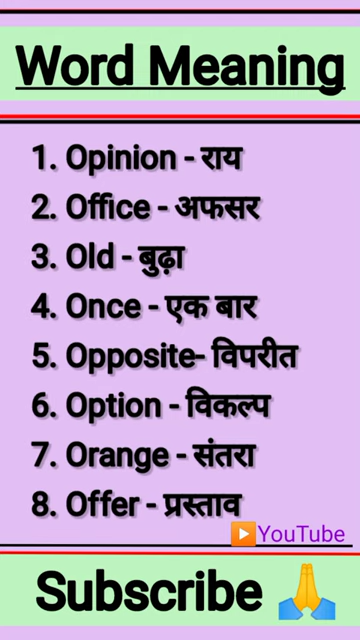 Word Meaning
1. Opinion - राय
2. Office - अफसर
3. Old - बुढ़ा
4. Once - एक बार
5. Opposite- विपरीत
6. Option - विकल्प
7. Orange - संतरा
8. Offer - प्रस्ताव
YouTube
Subscribe